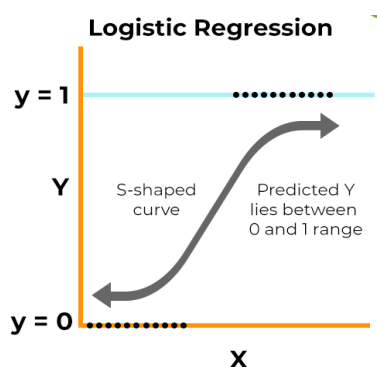 Logistic Regression
y = 1
Y
S-shaped
curve
Predicted Y
lies between
0 and 1 range
y = 0
X